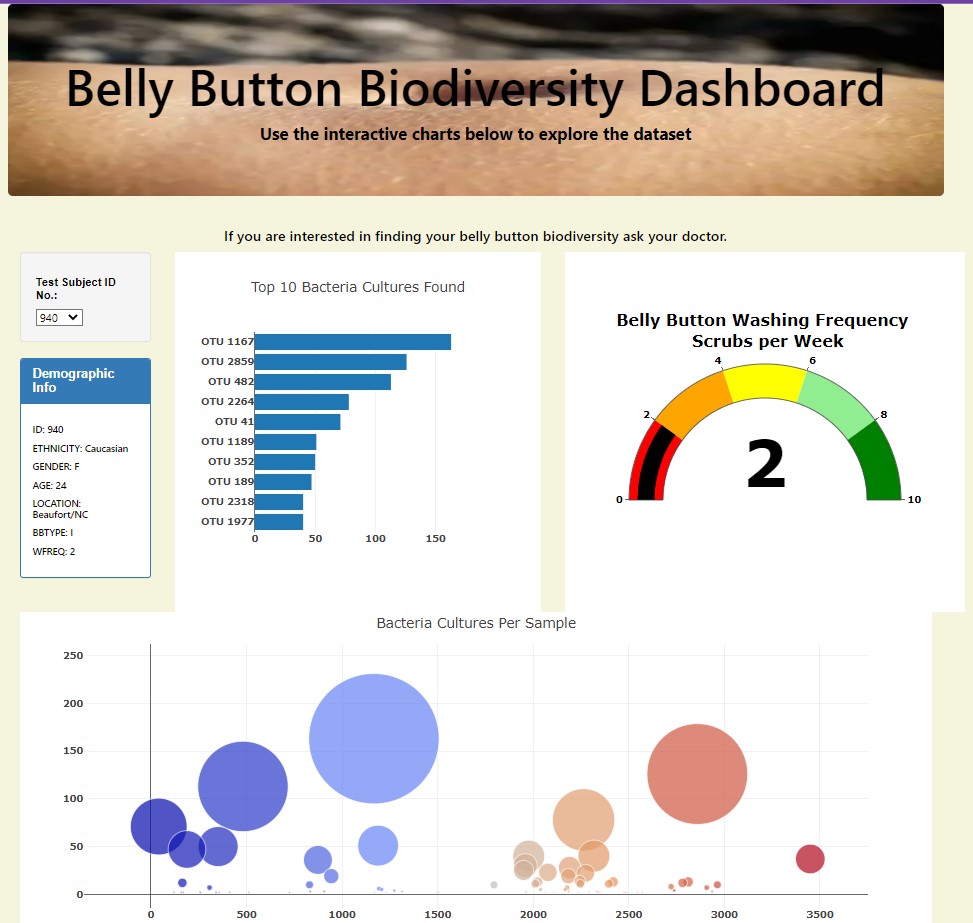 Belly Button Biodiversity Dashboard
Use the interactive charts below to explore the dataset
If you are interested in finding your belly button biodiversity ask your doctor.
Test Subject ID
No.:
940
Demographic
Info
ID: 940
ETHNICITY: Caucasian
GENDER: F
AGE: 24
LOCATION:
Beaufort/NC
BBTYPE: I
WFREQ: 2
Top 10 Bacteria Cultures Found
OTU 1167
OTU 2859
OTU 482
OTU 2264
OTU 41
OTU 1189
OTU 352
OTU 189
OTU 2318
OTU 1977
0 50 100 150
Belly Button Washing Frequency
Scrubs per Week
4 6
2 8
2
0 10
Bacteria Cultures Per Sample
250
200
150
100
50
0
0 500 1000 1500 2000 2500 3000 3500